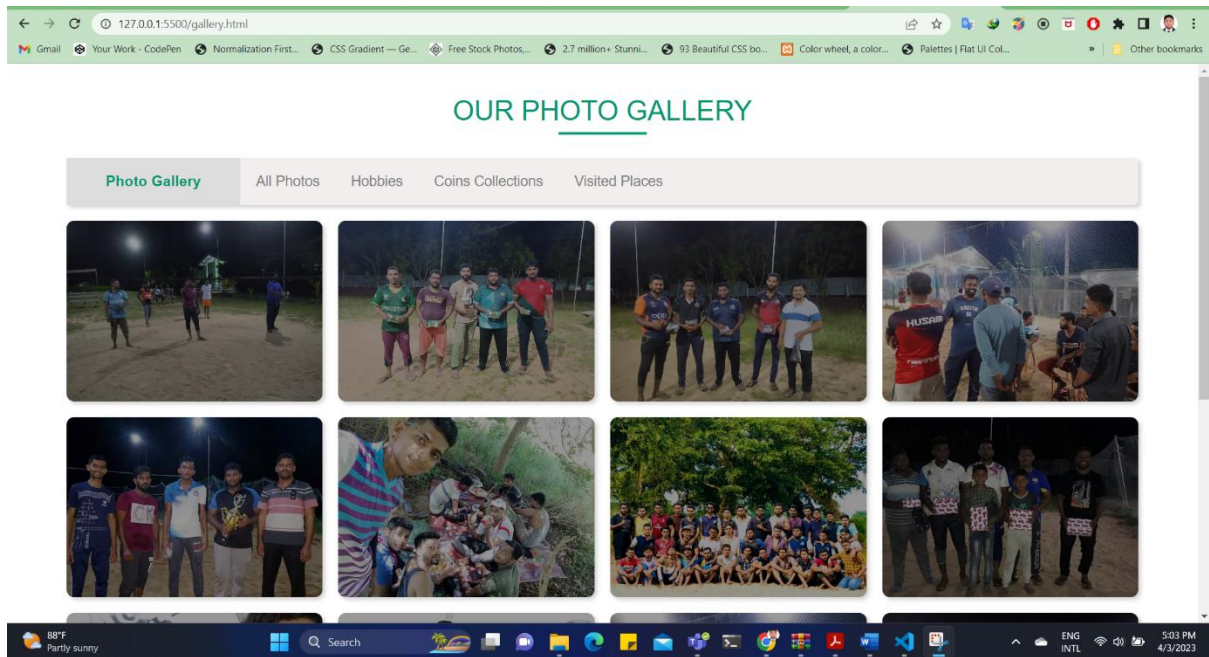 127.0.0.1:5500/gallery.html
Gmail Your Work - CodePen Normalization First... CSS Gradient — Ge... Free Stock Photos,... 2.7 million+ Stunni... 93 Beautiful CSS bo... Color wheel, a color... Palettes | Flat UI Col... » Other bookmarks
OUR PHOTO GALLERY
Photo Gallery All Photos Hobbies Coins Collections Visited Places
HUSAIR
88°F
Partly sunny
Search
ENG
INTL
5:03 PM
4/3/2023